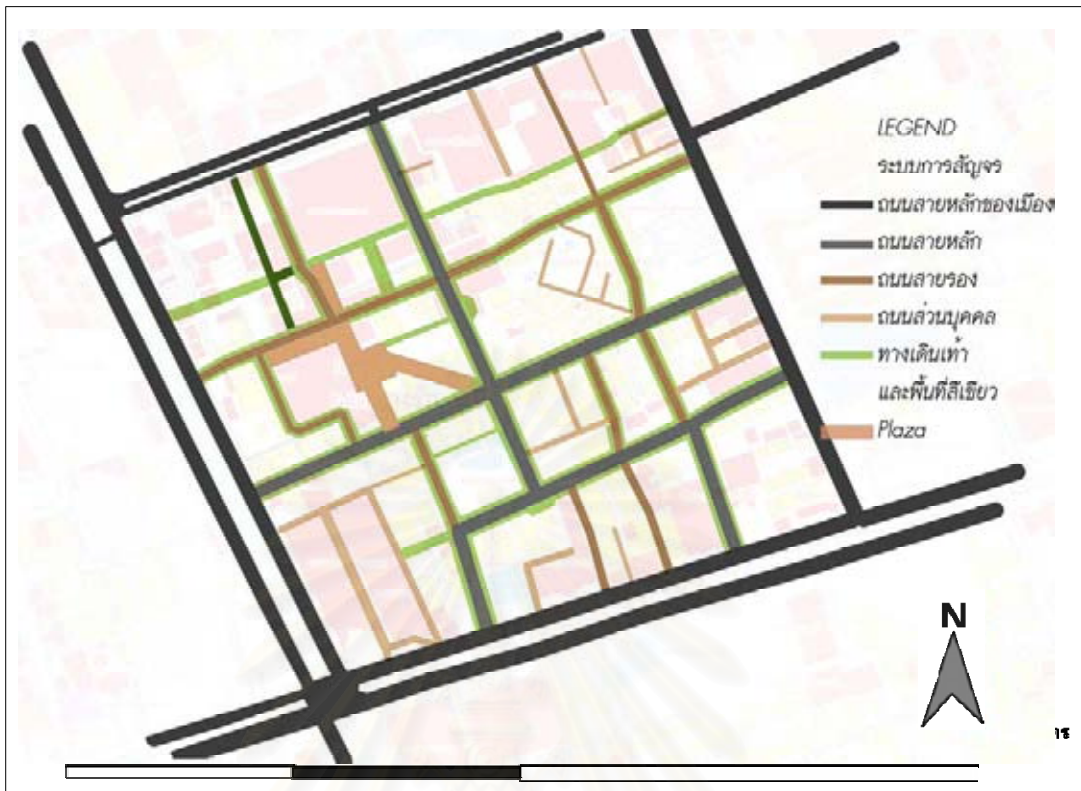 LEGEND
ระบบการสัญจร
ถนนสายหลักของเมือง
ถนนสายหลัก
ถนนสายรอง
ถนนส่วนบุคคล
ทางเดินเท้า
และพื้นที่สีเขียว
Plaza
N